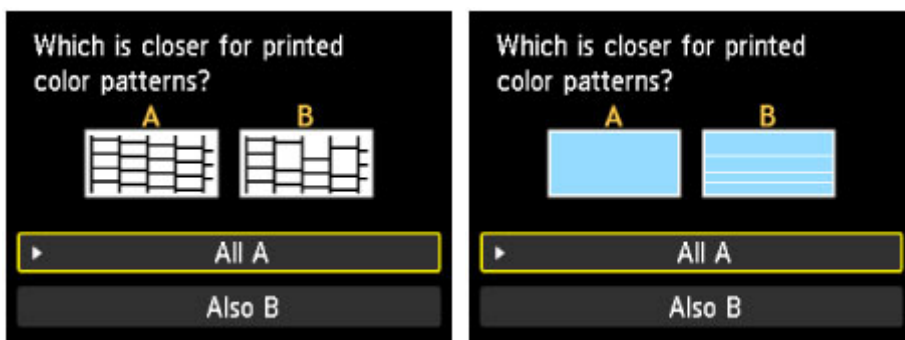 Which is closer for printed
color patterns?
A B
All A
Also B
Which is closer for printed
color patterns?
A B
All A
Also B